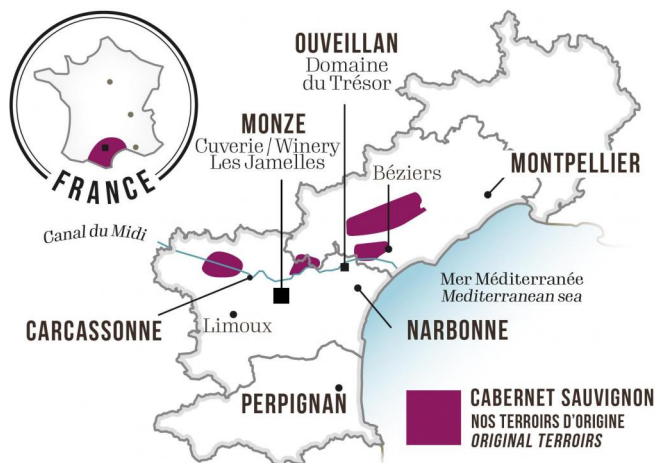 FRANCE
OUVEILLAN
Domaine
du Trésor
MONZE
Cuverie / Winery
Les Jamelles
Béziers
MONTPELLIER
Canal du Midi
Mer Méditerranée
Mediterranean sea
CARCASSONNE
Limoux
NARBONNE
PERPIGNAN
CABERNET SAUVIGNON
NOS TERROIRS D'ORIGINE
ORIGINAL TERROIRS